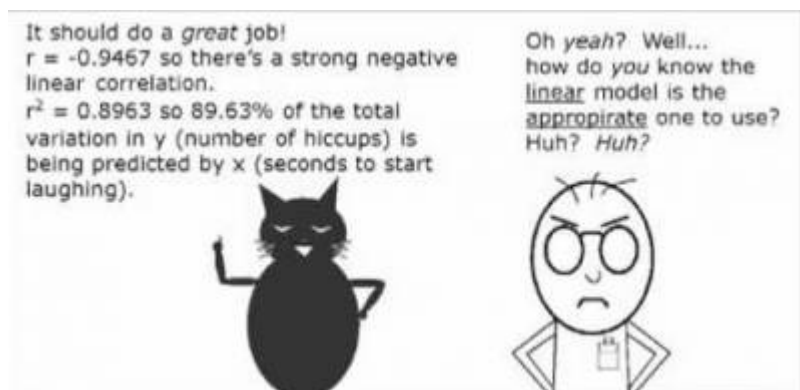 It should do a great job!
r = -0.9467 so there's a strong negative
linear correlation.
r² = 0.8963 so 89.63% of the total
variation in y (number of hiccups) is
being predicted by x (seconds to start
laughing).
Oh yeah? Well...
how do you know the
linear model is the
appropirate one to use?
Huh? Huh?